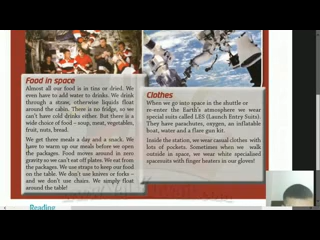 Food in space
Almost all our food is in tins or dried. We
even have to add water to drinks. We drink
through a straw, otherwise liquids float
around the cabin. There is no fridge, so we
can't have cold drinks either. But there is a
wide choice of food – soup, meat, vegetables,
fruit, nuts, bread.
We get three meals a day and a snack. We
have to warm up our meals before we open
the packages. Food moves around in zero
gravity so we can't eat off plates. We eat from
the packages. We use straps to keep our food
on the table. We don't use knives or forks –
and we don't use chairs. We simply float
around the table!
Clothes
When we go into space in the shuttle or
re-enter the Earth's atmosphere we wear
special suits called LES (Launch Entry Suits).
They have parachutes, oxygen, an inflatable
boat, water and a flare gun kit.
Inside the station, we wear casual clothes with
lots of pockets. Sometimes when we walk
outside in space, we wear white specialised
spacesuits with finger heaters in our gloves!
Reading